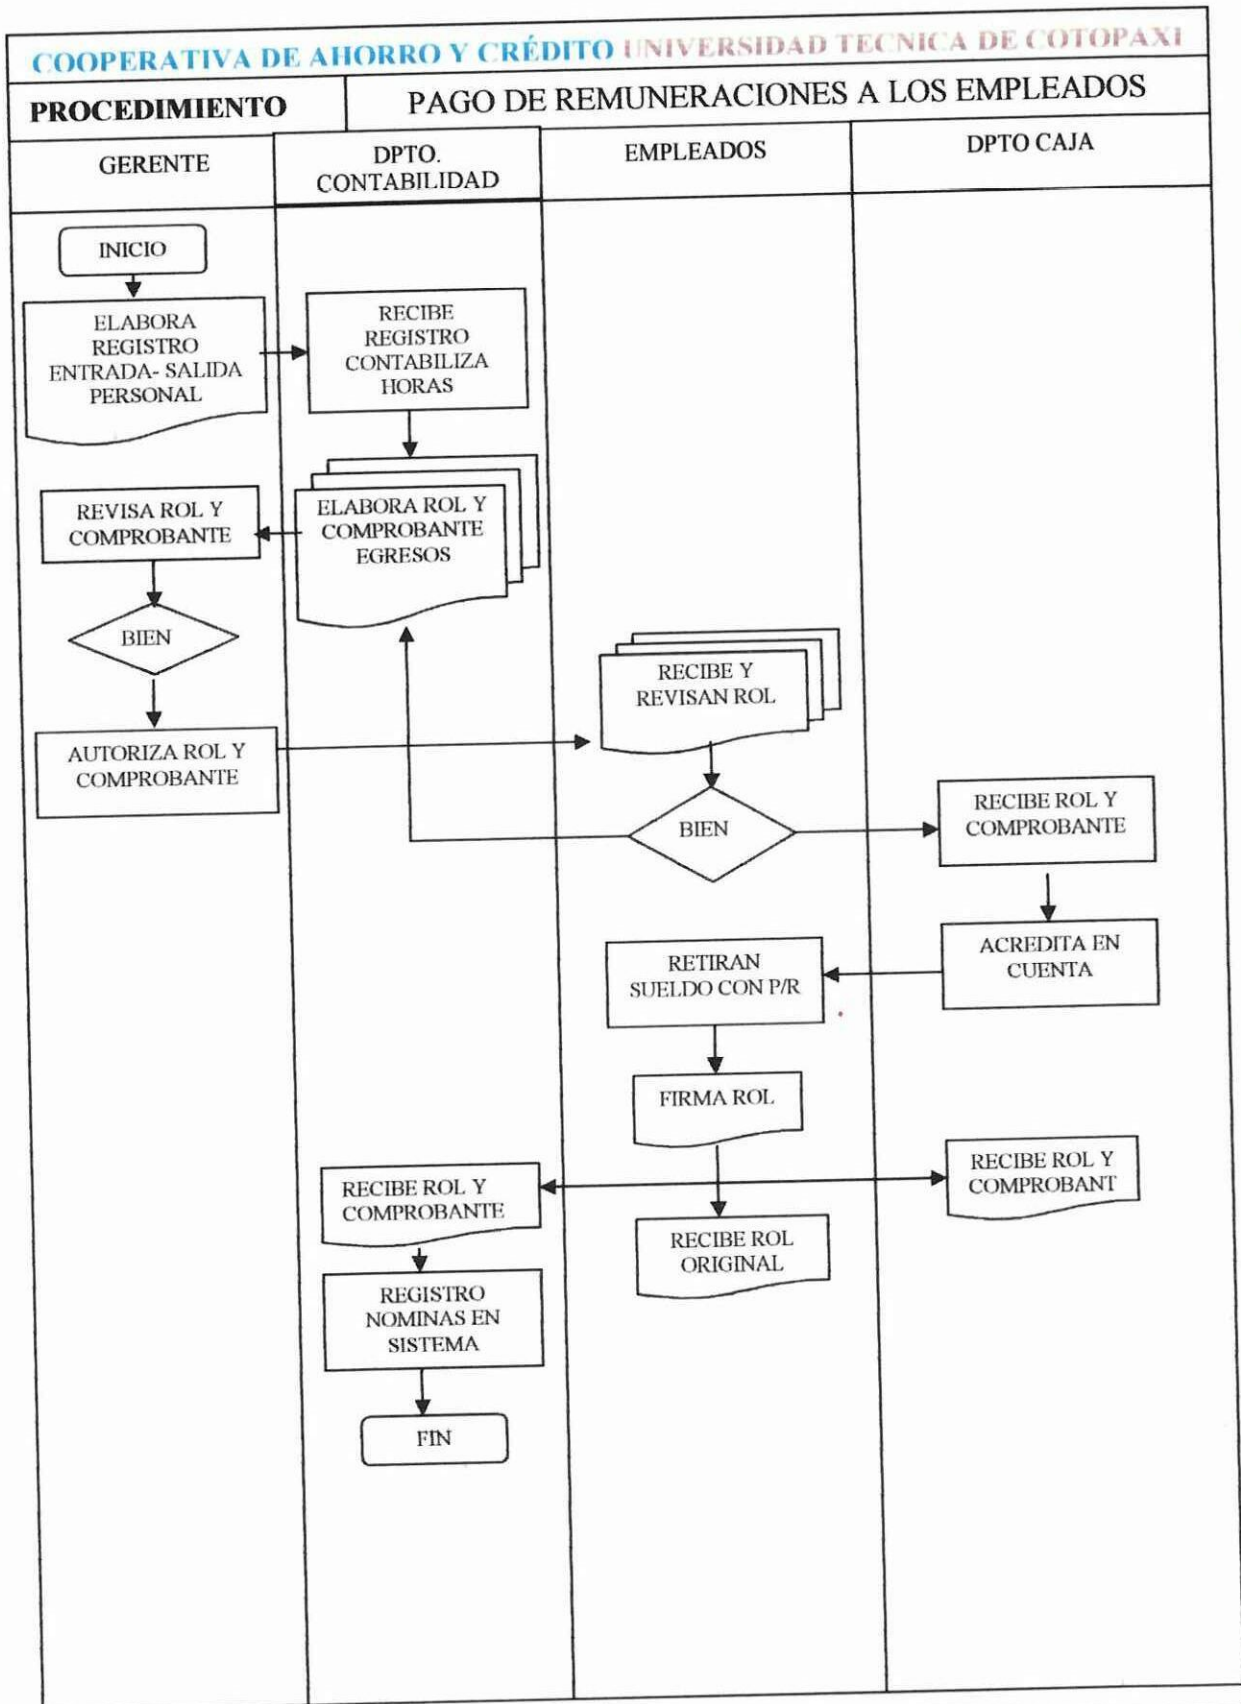 COOPERATIVA DE AHORRO Y CRÉDITO UNIVERSIDAD TECNICA DE COTOPAXI
PROCEDIMIENTO
PAGO DE REMUNERACIONES A LOS EMPLEADOS
GERENTE
DPTO.
CONTABILIDAD
EMPLEADOS
DPTO CAJA
INICIO
ELABORA
REGISTRO
ENTRADA- SALIDA
PERSONAL
RECIBE
REGISTRO
CONTABILIZA
HORAS
ELABORA ROL Y
COMPROBANTE
EGRESOS
REVISA ROL Y
COMPROBANTE
BIEN
AUTORIZA ROL Y
COMPROBANTE
RECIBE Y
REVISAN ROL
BIEN
RECIBE ROL Y
COMPROBANTE
ACREDITA EN
CUENTA
RETIRAN
SUELDO CON P/R
FIRMA ROL
RECIBE ROL Y
COMPROBANTE
RECIBE ROL Y
COMPROBANT
RECIBE ROL
ORIGINAL
REGISTRO
NOMINAS EN
SISTEMA
FIN